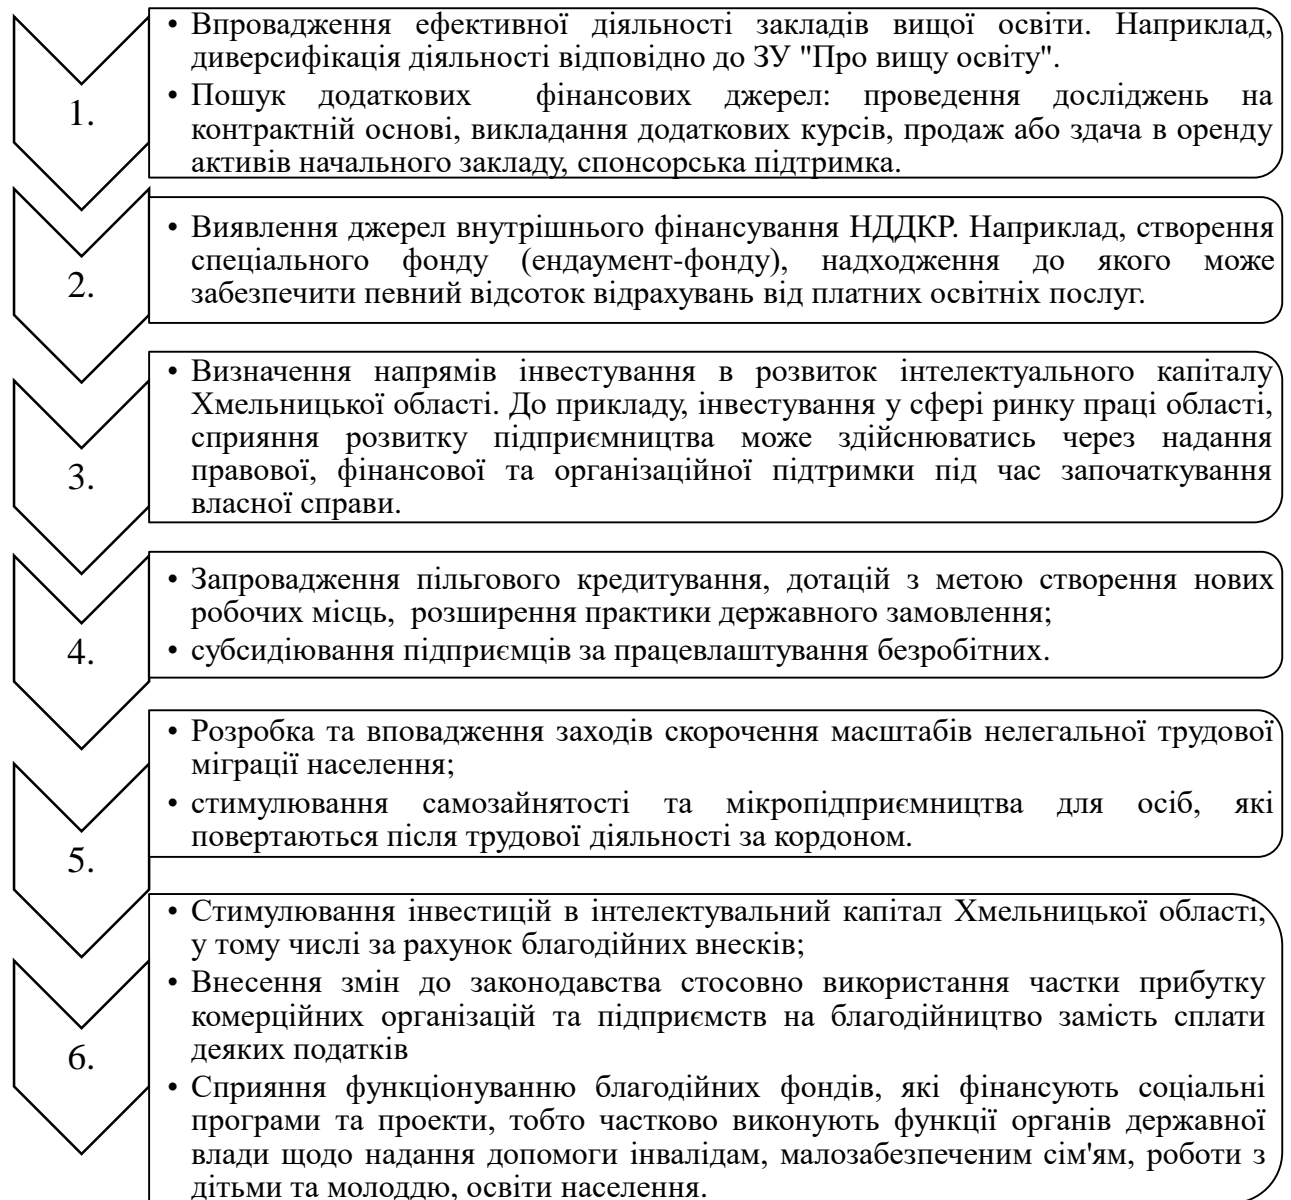 • Впровадження ефективної діяльності закладів вищої освіти. Наприклад,
диверсифікація діяльності відповідно до ЗУ "Про вищу освіту".
1.
• Пошук додаткових фінансових джерел: проведення досліджень на
контрактній основі, викладання додаткових курсів, продаж або здача в оренду
активів начального закладу, спонсорська підтримка.
2.
• Виявлення джерел внутрішнього фінансування НДДКР. Наприклад, створення
спеціального фонду (ендаумент-фонду), надходження до якого може
забезпечити певний відсоток відрахувань від платних освітніх послуг.
3.
• Визначення напрямів інвестування в розвиток інтелектуального капіталу
Хмельницької області. До прикладу, інвестування у сфері ринку праці області,
сприяння розвитку підприємництва може здійснюватись через надання
правової, фінансової та організаційної підтримки під час започаткування
власної справи.
4.
• Запровадження пільгового кредитування, дотацій з метою створення нових
робочих місць, розширення практики державного замовлення;
• субсидіювання підприємців за працевлаштування безробітних.
5.
• Розробка та вповадження заходів скорочення масштабів нелегальної трудової
міграції населення;
• стимулювання самозайнятості та мікропідприємництва для осіб, які
повертаються після трудової діяльності за кордоном.
6.
• Стимулювання інвестицій в інтелектувальний капітал Хмельницької області,
у тому числі за рахунок благодійних внесків;
• Внесення змін до законодавства стосовно використання частки прибутку
комерційних організацій та підприємств на благодійництво замість сплати
деяких податків
• Сприяння функціонуванню благодійних фондів, які фінансують соціальні
програми та проекти, тобто частково виконують функції органів державної
влади щодо надання допомоги інвалідам, малозабезпеченим сім'ям, роботи з
дітьми та молоддю, освіти населення.